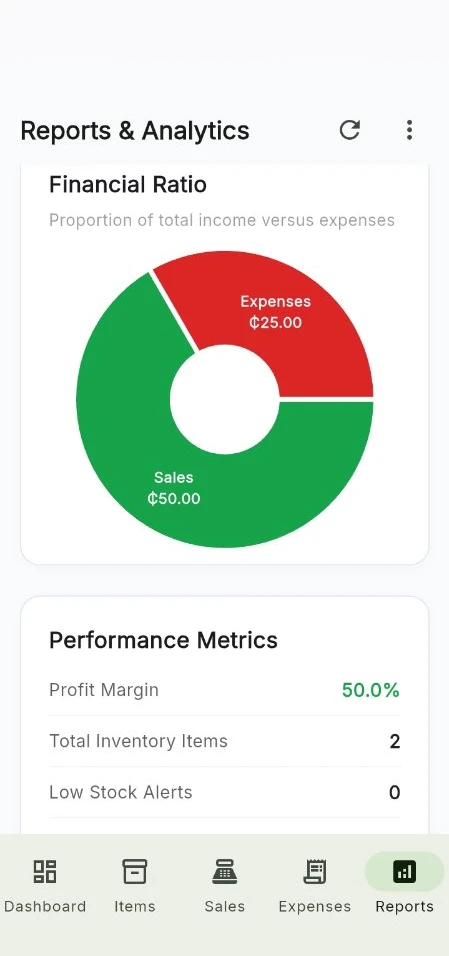 Reports & Analytics
Financial Ratio
Proportion of total income versus expenses
Expenses
₵25.00
Sales
₵50.00
Performance Metrics
Profit Margin 50.0%
Total Inventory Items 2
Low Stock Alerts 0
Dashboard Items Sales Expenses Reports